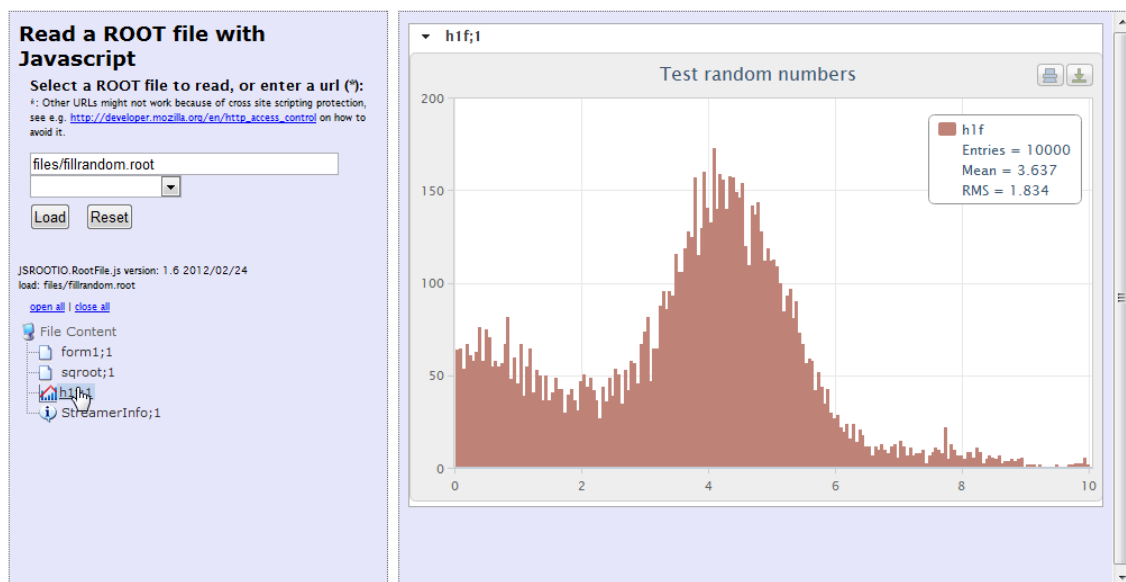 Read a ROOT file with
Javascript
Select a ROOT file to read, or enter a url (*):
*: Other URLs might not work because of cross site scripting protection,
see e.g. http://developer.mozilla.org/en/http_access_control on how to
avoid it.
files/fillrandom.root
Load Reset
JSROOTIO.RootFile.js version: 1.6 2012/02/24
load: files/fillrandom.root
open all | close all
File Content
form1;1
sqroot;1
StreamerInfo;1
h1f;1
Test random numbers
h1f
Entries = 10000
Mean = 3.637
RMS = 1.834
200
150
100
50
0
0 2 4 6 8 10